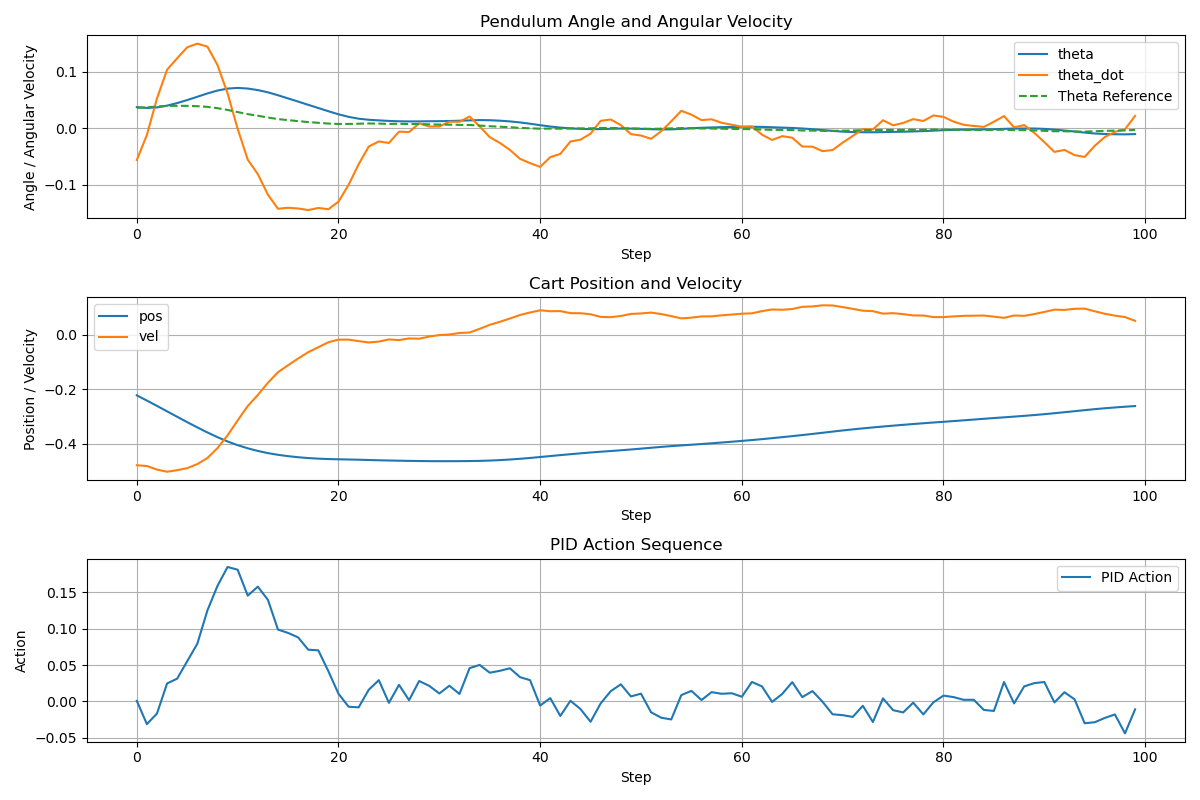 Pendulum Angle and Angular Velocity
Angle / Angular Velocity
0.1
0.0
−0.1
theta
theta_dot
Theta Reference
0 20 40 60 80 100
Step
Cart Position and Velocity
Position / Velocity
0.0
−0.2
−0.4
pos
vel
0 20 40 60 80 100
Step
PID Action Sequence
Action
0.15
0.10
0.05
0.00
−0.05
PID Action
0 20 40 60 80 100
Step